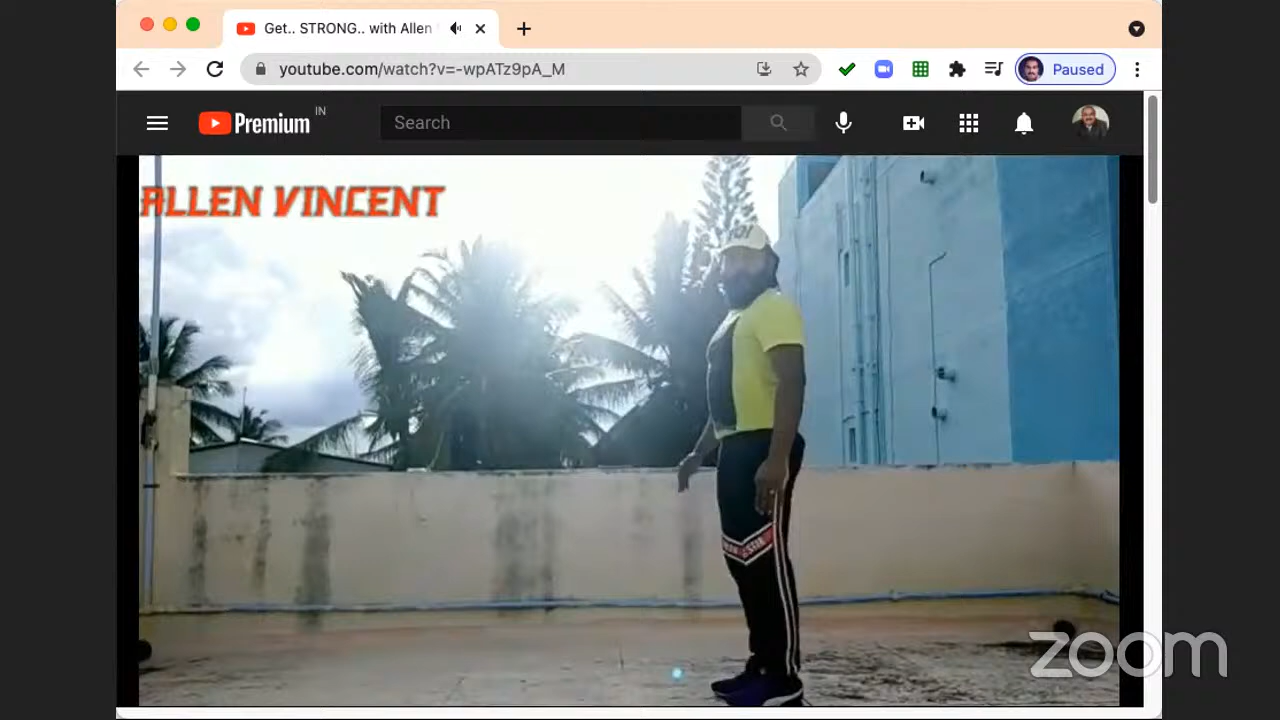 Get.. STRONG.. with Allen
youtube.com/watch?v=-wpATz9pA_M
Paused
Premium IN
Search
ALLEN VINCENT
zoom